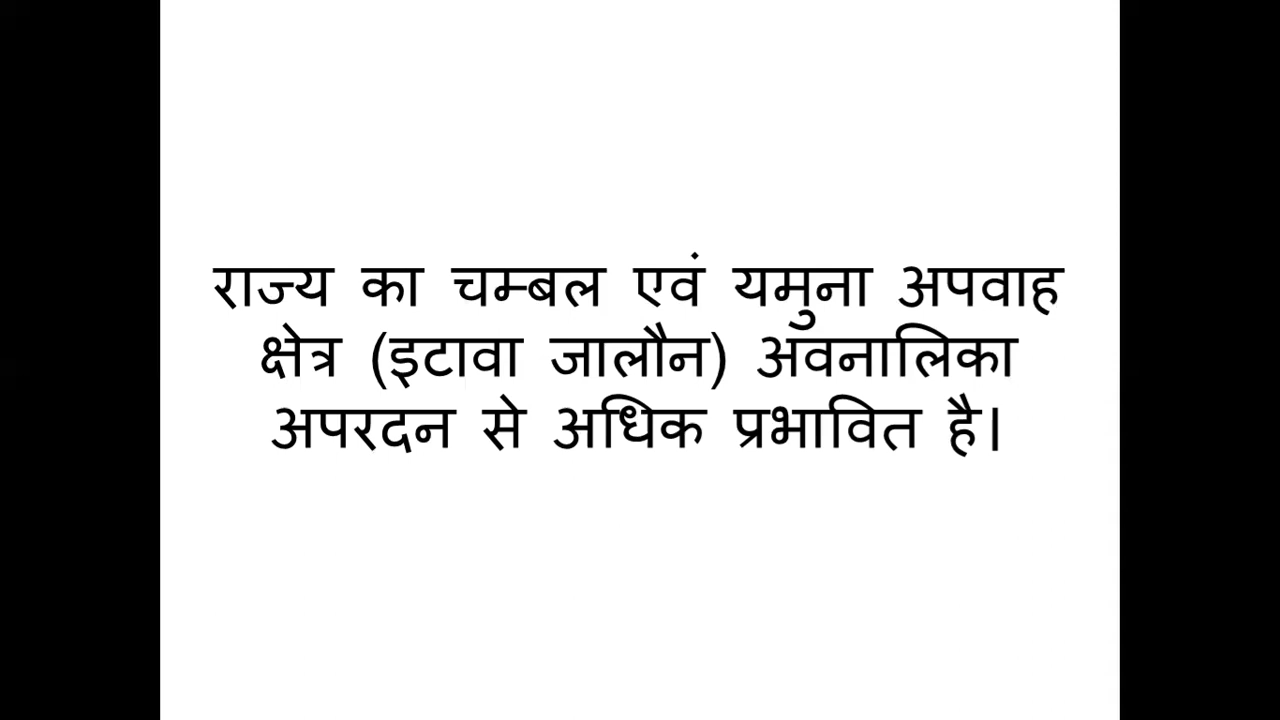 राज्य का चम्बल एवं यमुना अपवाह
क्षेत्र (इटावा जालौन) अवनालिका
अपरदन से अधिक प्रभावित है।